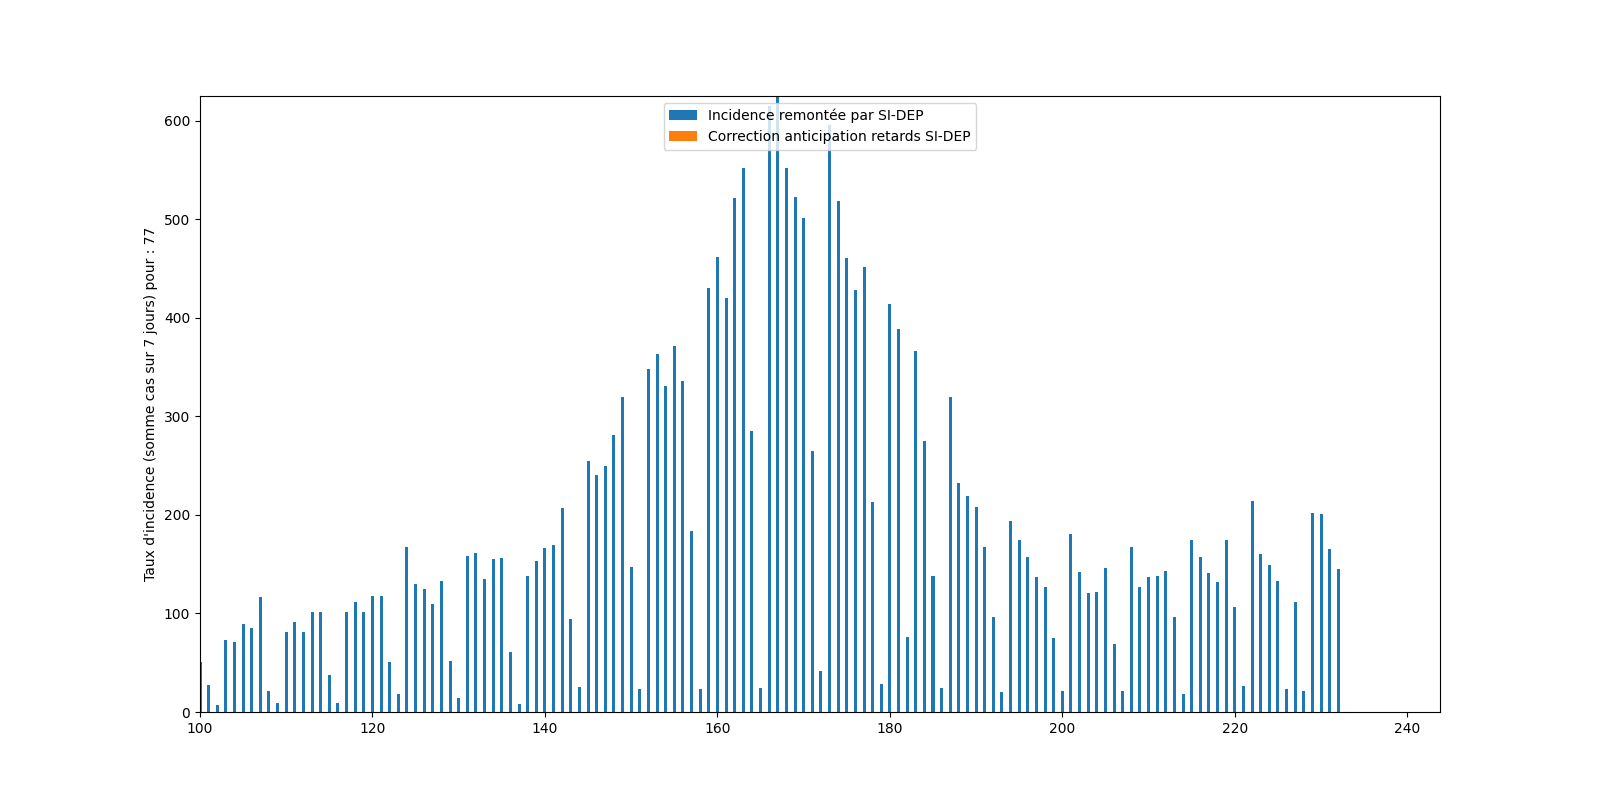 Incidence remontée par SI-DEP
Correction anticipation retards SI-DEP
Taux d'incidence (somme cas sur 7 jours) pour : 77
600
500
400
300
200
100
0
100 120 140 160 180 200 220 240